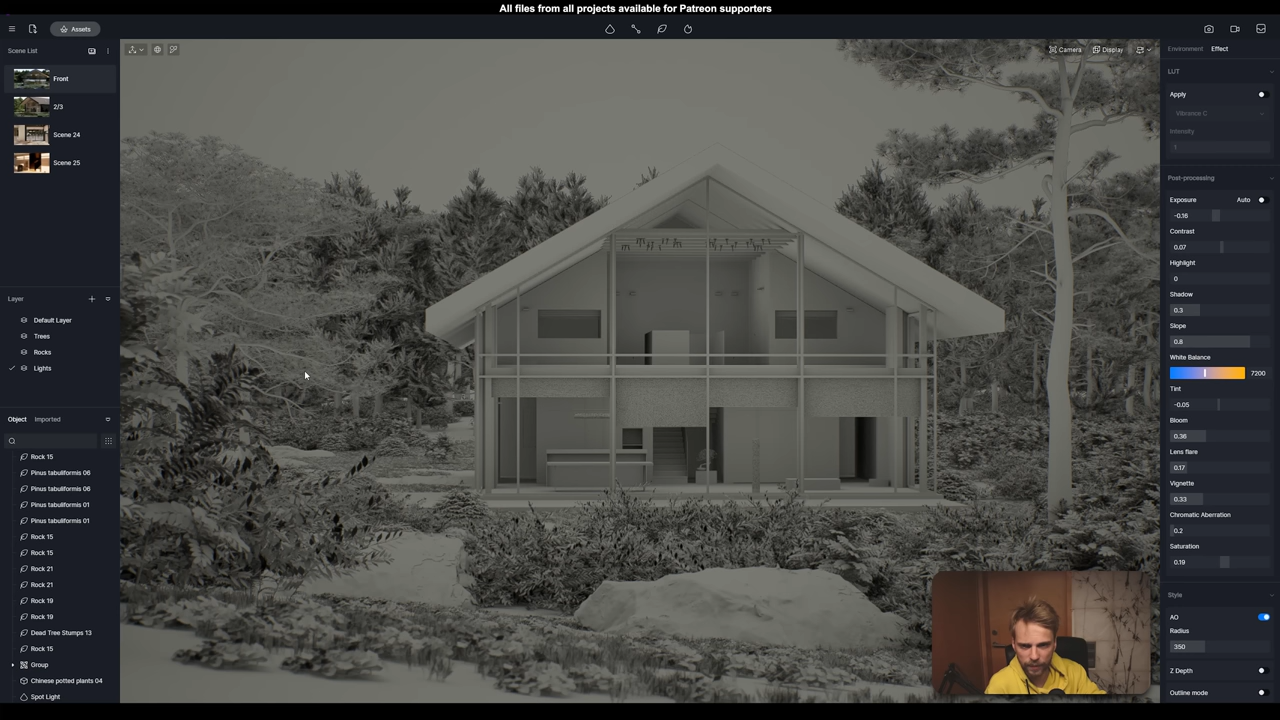 All files from all projects available for Patreon supporters
Assets
Scene List
Front
2/3
Scene 24
Scene 25
Layer
Default Layer
Trees
Rocks
Lights
Object Imported
Rock 15
Pinus tabuliformis 06
Pinus tabuliformis 06
Pinus tabuliformis 01
Pinus tabuliformis 01
Rock 15
Rock 15
Rock 21
Rock 21
Rock 19
Rock 19
Dead Tree Stumps 13
Rock 15
Group
Chinese potted plants 04
Spot Light
Camera Display
Environment Effect
LUT
Apply
Vibrance C
Intensity
1
Post-processing
Exposure Auto
-0.16
Contrast
0.07
Highlight
0
Shadow
0.3
Slope
0.8
White Balance
7200
Tint
-0.05
Bloom
0.36
Lens flare
0.17
Vignette
0.33
Chromatic Aberration
0.2
Saturation
0.19
Style
AO
Radius
350
Z Depth
Outline mode